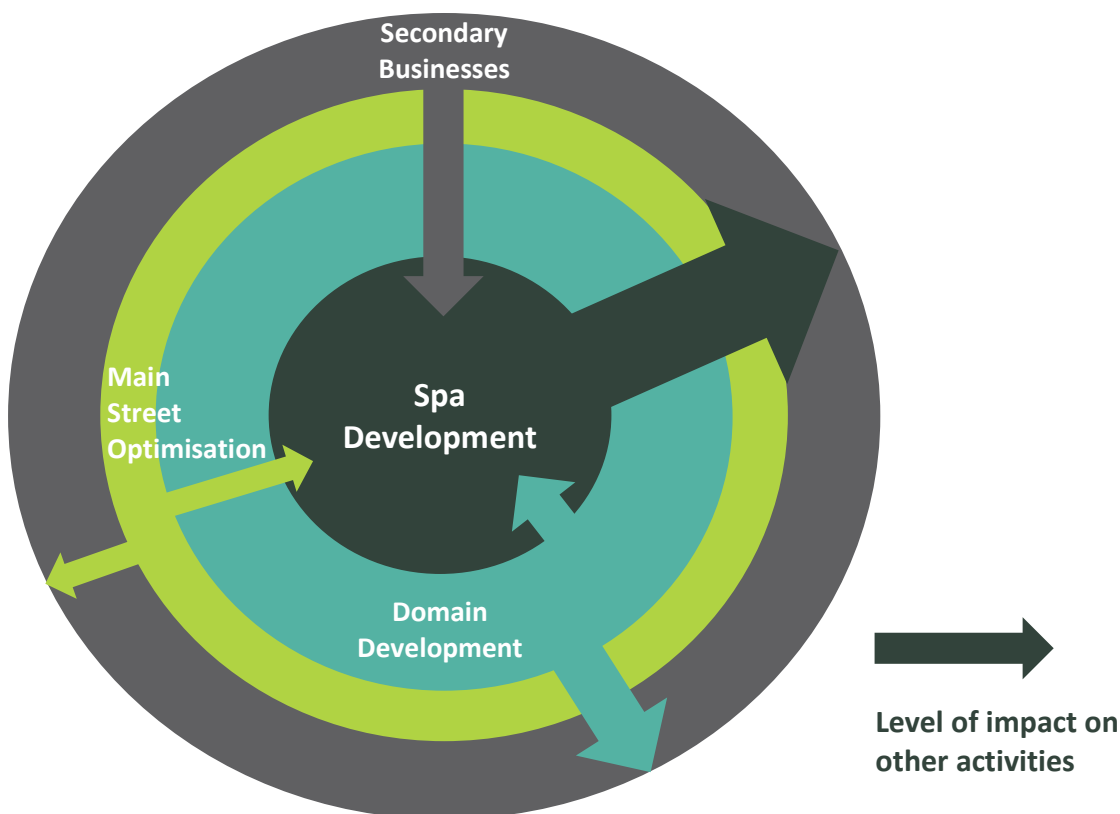 Secondary
Businesses
Main
Street
Optimisation
Spa
Development
Domain
Development
Level of impact on
other activities